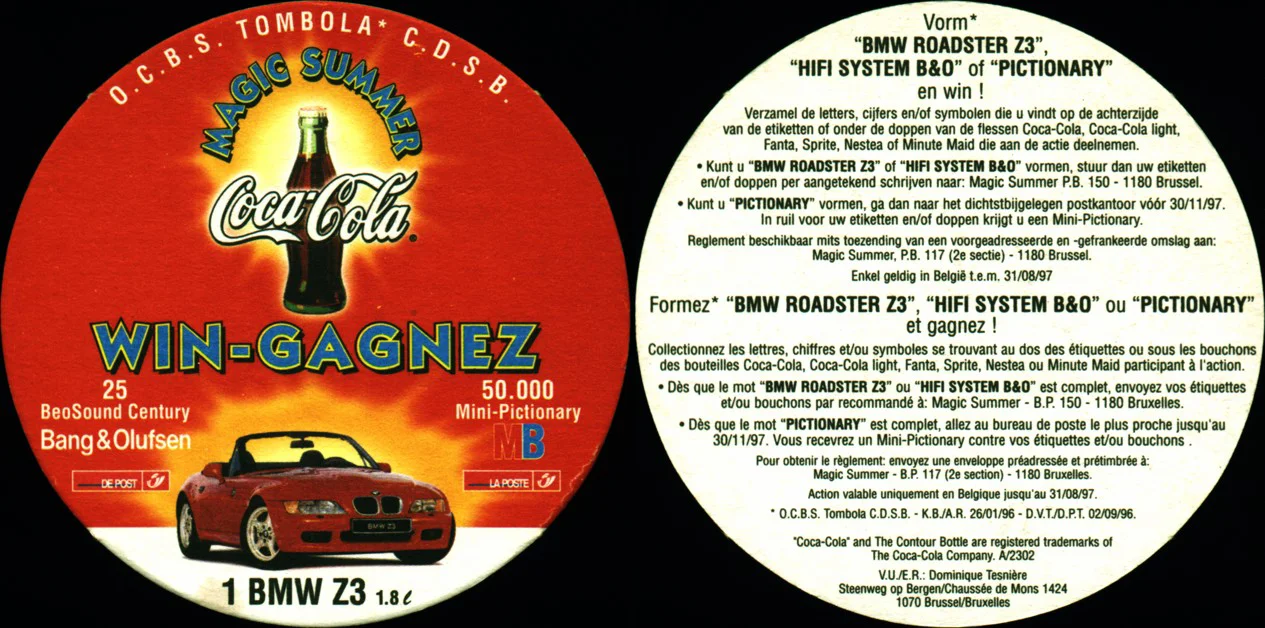 O.C.B.S. TOMBOLA* C.D.S.B.
MAGIC SUMMER
Coca-Cola
WIN-GAGNEZ
25
BeoSound Century
Bang & Olufsen
50.000
Mini-Pictionary
MB
DE POST
LA POSTE
BMW Z3
1 BMW Z3 1.8 ℓ
Vorm*
"BMW ROADSTER Z3",
"HIFI SYSTEM B&O" of "PICTIONARY"
en win !
Verzamel de letters, cijfers en/of symbolen die u vindt op de achterzijde
van de etiketten of onder de doppen van de flessen Coca-Cola, Coca-Cola light,
Fanta, Sprite, Nestea of Minute Maid die aan de actie deelnemen.
• Kunt u "BMW ROADSTER Z3" of "HIFI SYSTEM B&O" vormen, stuur dan uw etiketten
en/of doppen per aangetekend schrijven naar: Magic Summer P.B. 150 - 1180 Brussel.
• Kunt u "PICTIONARY" vormen, ga dan naar het dichtstbijgelegen postkantoor vóór 30/11/97.
In ruil voor uw etiketten en/of doppen krijgt u een Mini-Pictionary.
Reglement beschikbaar mits toezending van een voorgeadresseerde en -gefrankeerde omslag aan:
Magic Summer, P.B. 117 (2e sectie) - 1180 Brussel.
Enkel geldig in België t.e.m. 31/08/97
Formez* "BMW ROADSTER Z3", "HIFI SYSTEM B&O" ou "PICTIONARY"
et gagnez !
Collectionnez les lettres, chiffres et/ou symboles se trouvant au dos des étiquettes ou sous les bouchons
des bouteilles Coca-Cola, Coca-Cola light, Fanta, Sprite, Nestea ou Minute Maid participant à l'action.
• Dès que le mot "BMW ROADSTER Z3" ou "HIFI SYSTEM B&O" est complet, envoyez vos étiquettes
et/ou bouchons par recommandé à: Magic Summer - B.P. 150 - 1180 Bruxelles.
• Dès que le mot "PICTIONARY" est complet, allez au bureau de poste le plus proche jusqu'au
30/11/97. Vous recevrez un Mini-Pictionary contre vos étiquettes et/ou bouchons .
Pour obtenir le règlement: envoyez une enveloppe préadressée et prétimbrée à:
Magic Summer - B.P. 117 (2e section) - 1180 Bruxelles.
Action valable uniquement en Belgique jusqu'au 31/08/97.
* O.C.B.S. Tombola C.D.S.B. - K.B./A.R. 26/01/96 - D.V.T./D.P.T. 02/09/96.
"Coca-Cola" and The Contour Bottle are registered trademarks of
The Coca-Cola Company. A/2302
V.U./E.R.: Dominique Tesnière
Steenweg op Bergen/Chaussée de Mons 1424
1070 Brussel/Bruxelles